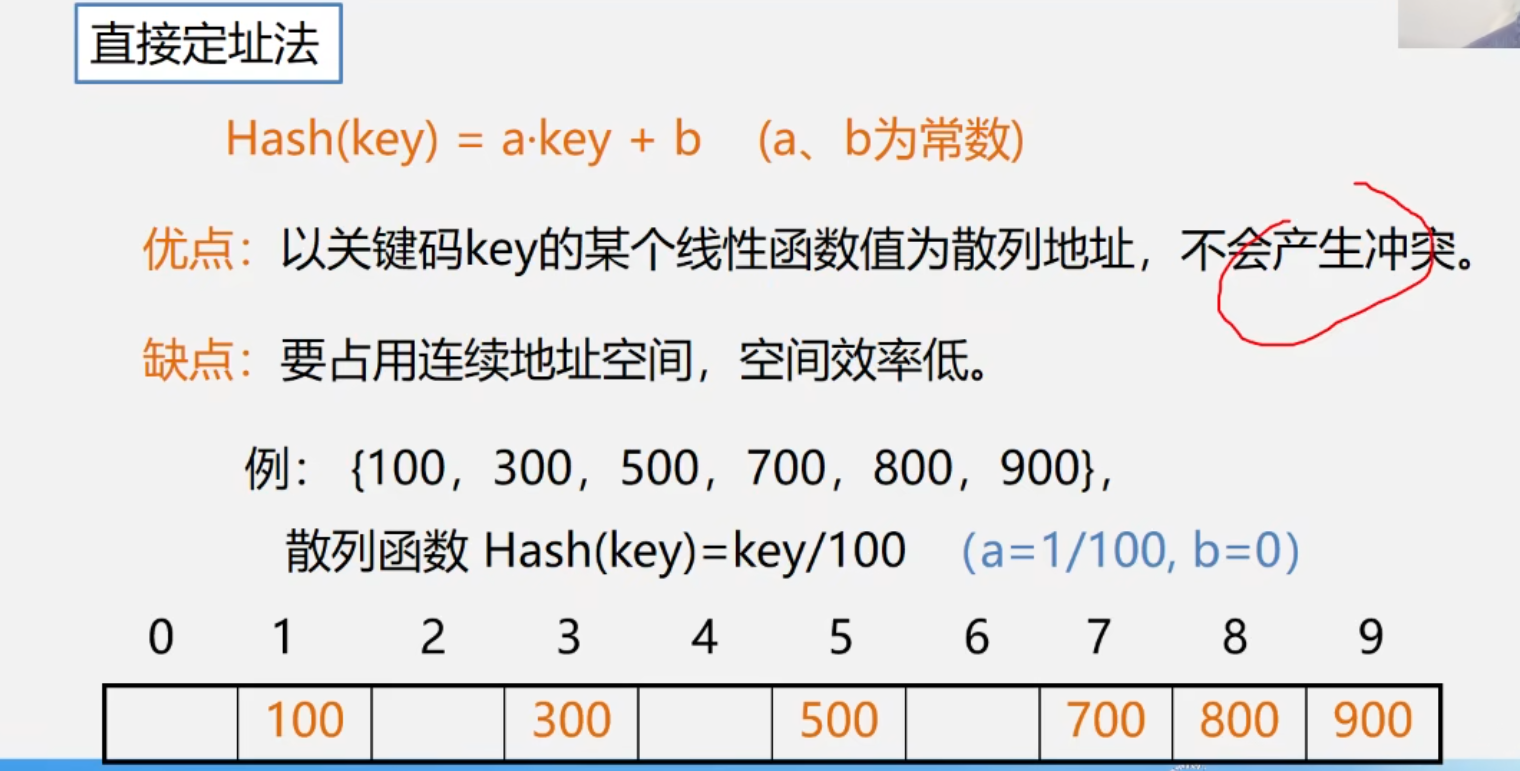 直接定址法
Hash(key) = a·key + b (a、b为常数)
优点：以关键码key的某个线性函数值为散列地址，不会产生冲突。
缺点：要占用连续地址空间，空间效率低。
例： {100，300，500，700，800，900}，
散列函数 Hash(key)=key/100 （a=1/100, b=0）
0 1 2 3 4 5 6 7 8 9
100 300 500 700 800 900